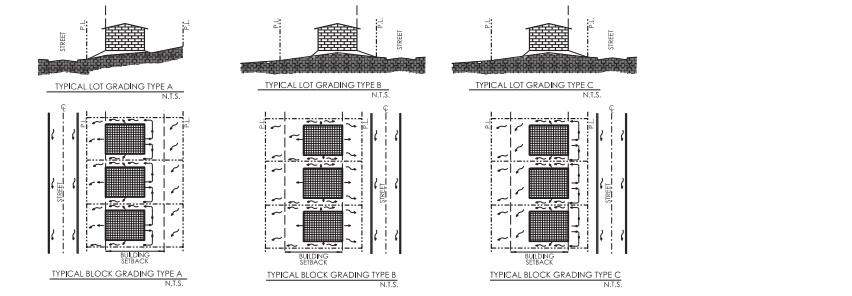 P.L.
STREET
P.L.
TYPICAL LOT GRADING TYPE A
N.T.S.
P.L.
P.L.
STREET
TYPICAL LOT GRADING TYPE B
N.T.S.
P.L.
P.L.
STREET
TYPICAL LOT GRADING TYPE C
N.T.S.
℄
STREET
P.L.
P.L.
BUILDING
SETBACK
TYPICAL BLOCK GRADING TYPE A
N.T.S.
P.L.
P.L.
℄
STREET
BUILDING
SETBACK
TYPICAL BLOCK GRADING TYPE B
N.T.S.
P.L.
P.L.
℄
STREET
BUILDING
SETBACK
TYPICAL BLOCK GRADING TYPE C
N.T.S.